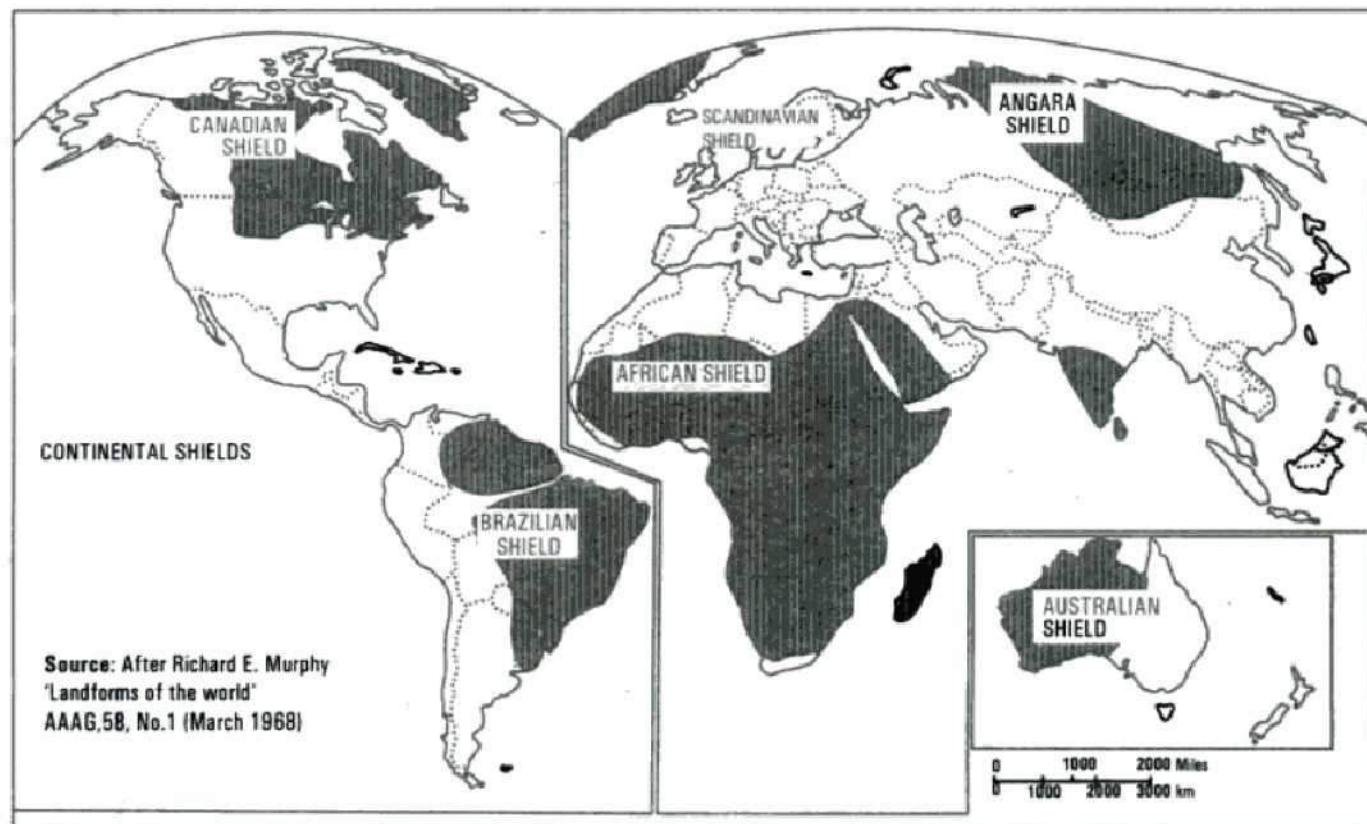 CANADIAN
SHIELD
SCANDINAVIAN
SHIELD
ANGARA
SHIELD
AFRICAN SHIELD
CONTINENTAL SHIELDS
BRAZILIAN
SHIELD
AUSTRALIAN
SHIELD
Source: After Richard E. Murphy
'Landforms of the world'
AAAG,58, No.1 (March 1968)
0 1000 2000 Miles
0 1000 2000 3000 km